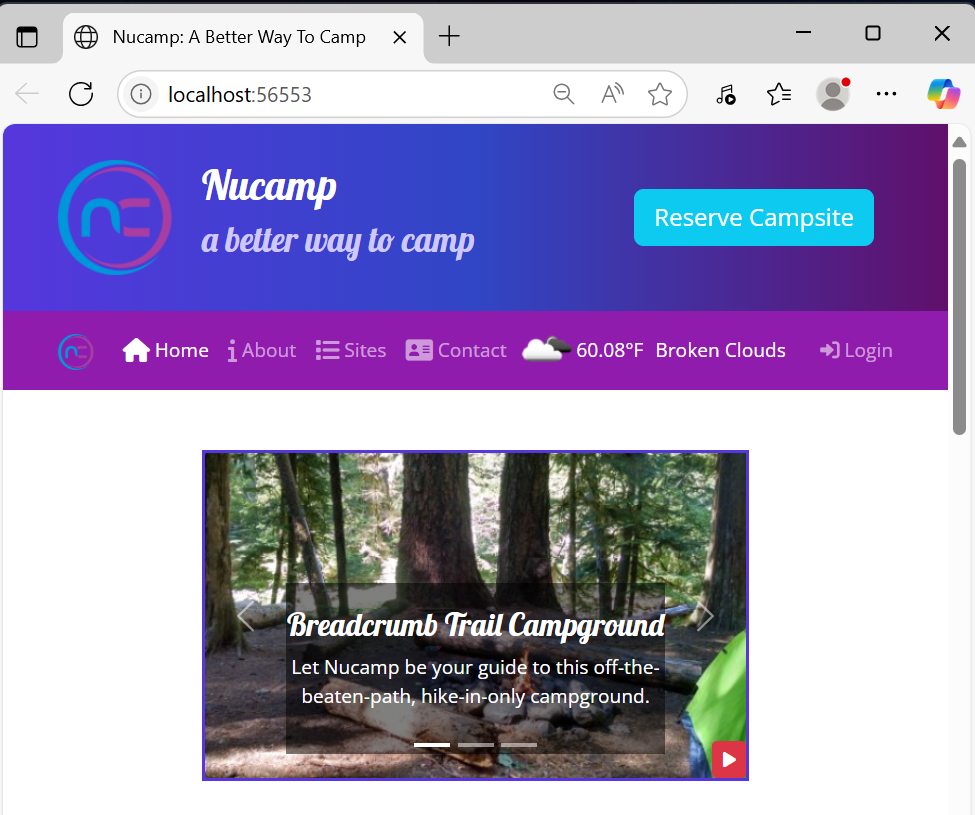 Nucamp: A Better Way To Camp
localhost:56553
Nucamp
a better way to camp
Reserve Campsite
Home About Sites Contact 60.08°F Broken Clouds Login
Breadcrumb Trail Campground
Let Nucamp be your guide to this off-the-
beaten-path, hike-in-only campground.